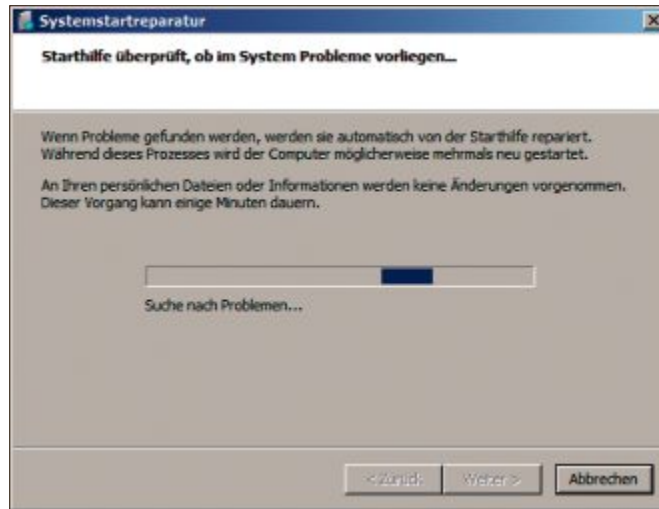 Systemstartreparatur
Starthilfe überprüft, ob im System Probleme vorliegen...
Wenn Probleme gefunden werden, werden sie automatisch von der Starthilfe repariert.
Während dieses Prozesses wird der Computer möglicherweise mehrmals neu gestartet.
An Ihren persönlichen Dateien oder Informationen werden keine Änderungen vorgenommen.
Dieser Vorgang kann einige Minuten dauern.
Suche nach Problemen...
< Zurück Weiter > Abbrechen